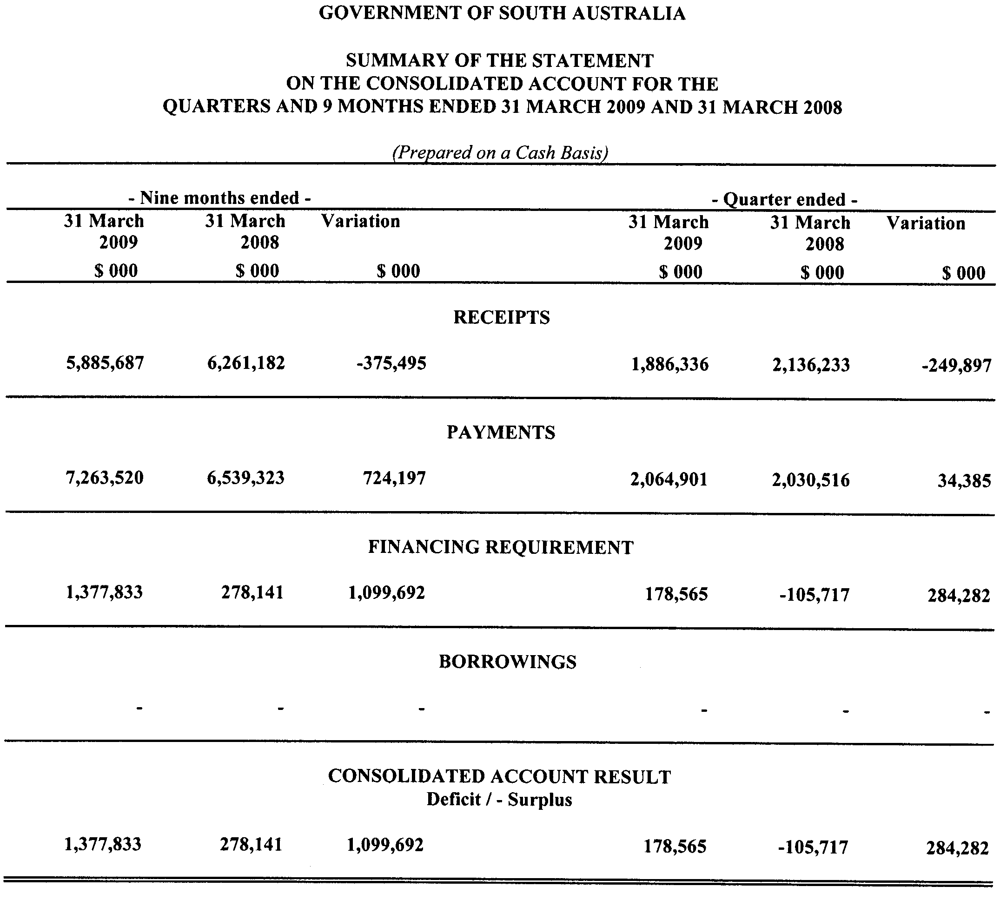 GOVERNMENT OF SOUTH AUSTRALIA
SUMMARY OF THE STATEMENT
ON THE CONSOLIDATED ACCOUNT FOR THE
QUARTERS AND 9 MONTHS ENDED 31 MARCH 2009 AND 31 MARCH 2008
(Prepared on a Cash Basis)
- Nine months ended - - Quarter ended -
31 March 31 March Variation 31 March 31 March Variation
2009 2008 2009 2008
$ 000 $ 000 $ 000 $ 000 $ 000 $ 000
RECEIPTS
5,885,687 6,261,182 -375,495 1,886,336 2,136,233 -249,897
PAYMENTS
7,263,520 6,539,323 724,197 2,064,901 2,030,516 34,385
FINANCING REQUIREMENT
1,377,833 278,141 1,099,692 178,565 -105,717 284,282
BORROWINGS
- - - - - -
CONSOLIDATED ACCOUNT RESULT
Deficit / - Surplus
1,377,833 278,141 1,099,692 178,565 -105,717 284,282